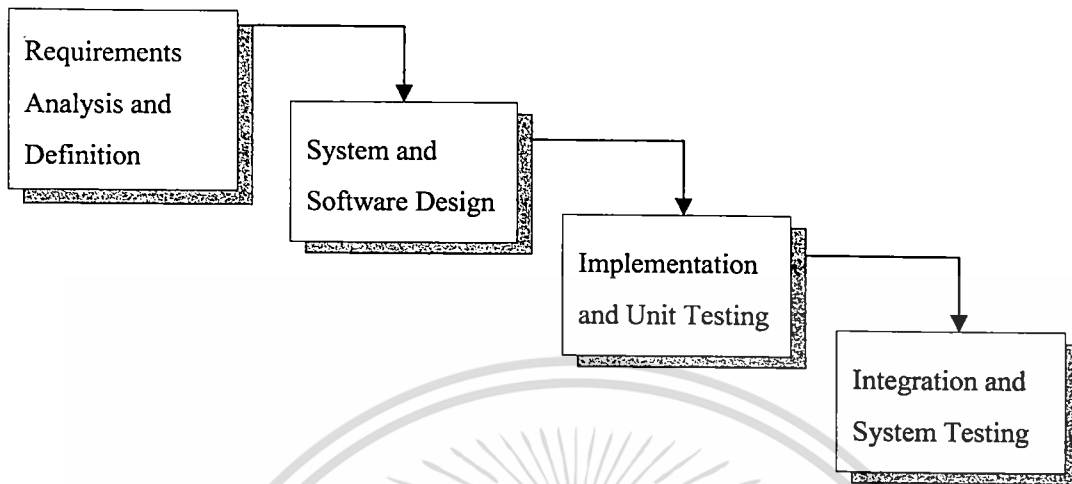 Requirements
Analysis and
Definition
System and
Software Design
Implementation
and Unit Testing
Integration and
System Testing